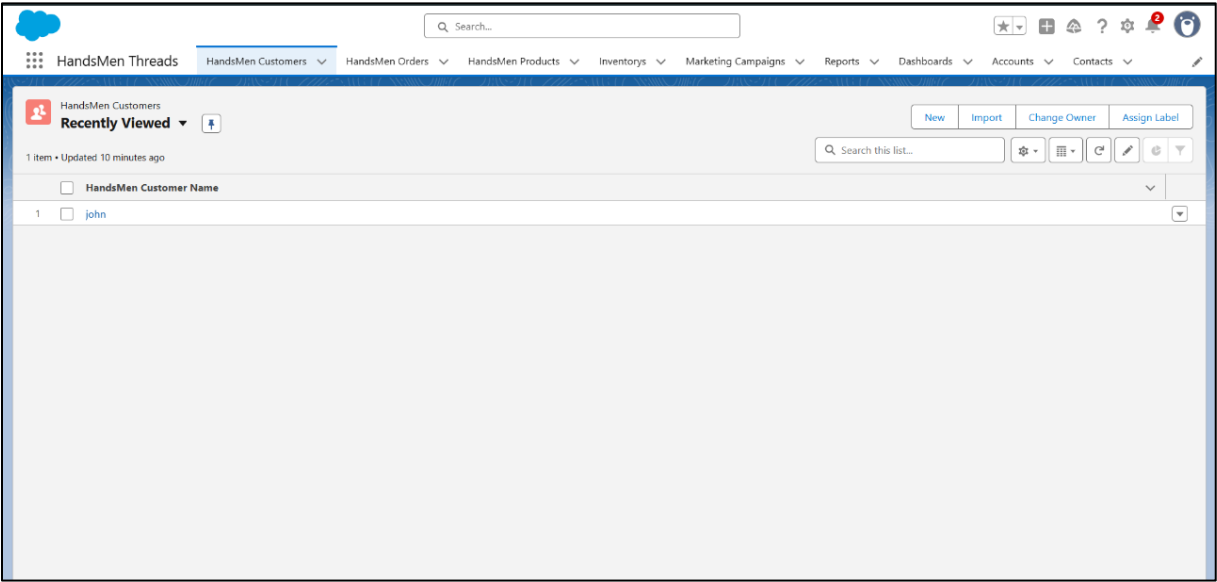 Search...
2
HandsMen Threads HandsMen Customers HandsMen Orders HandsMen Products Inventorys Marketing Campaigns Reports Dashboards Accounts Contacts
HandsMen Customers
Recently Viewed
New Import Change Owner Assign Label
1 item • Updated 10 minutes ago
Search this list...
HandsMen Customer Name
1 john